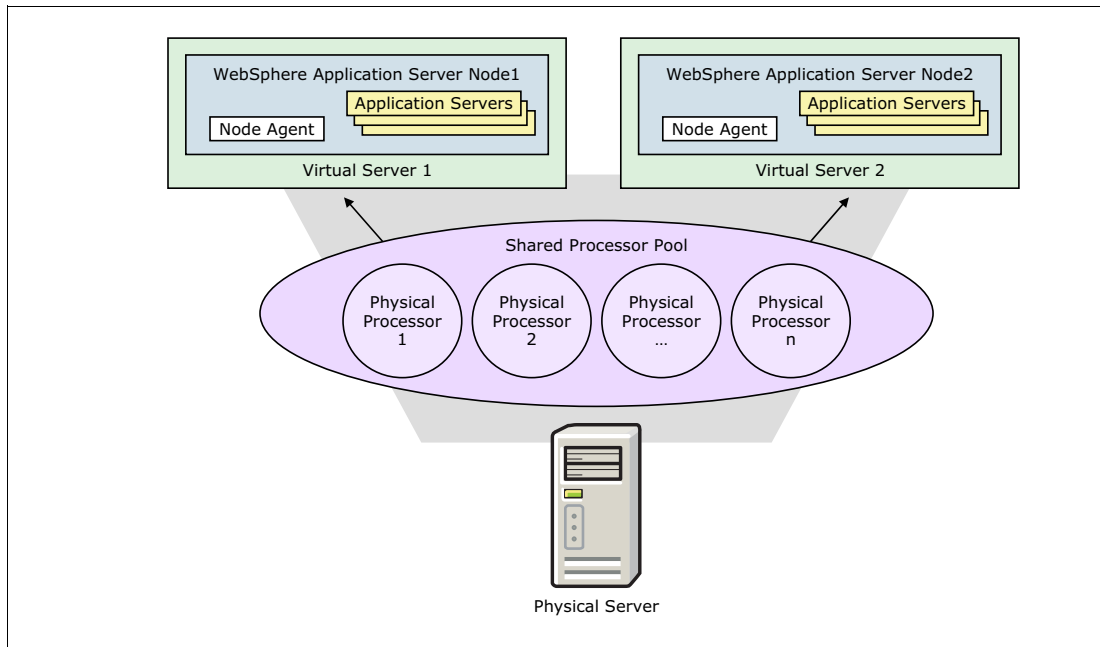 WebSphere Application Server Node1
Application Servers
Node Agent
Virtual Server 1
WebSphere Application Server Node2
Application Servers
Node Agent
Virtual Server 2
Shared Processor Pool
Physical
Processor
1
Physical
Processor
2
Physical
Processor
...
Physical
Processor
n
Physical Server